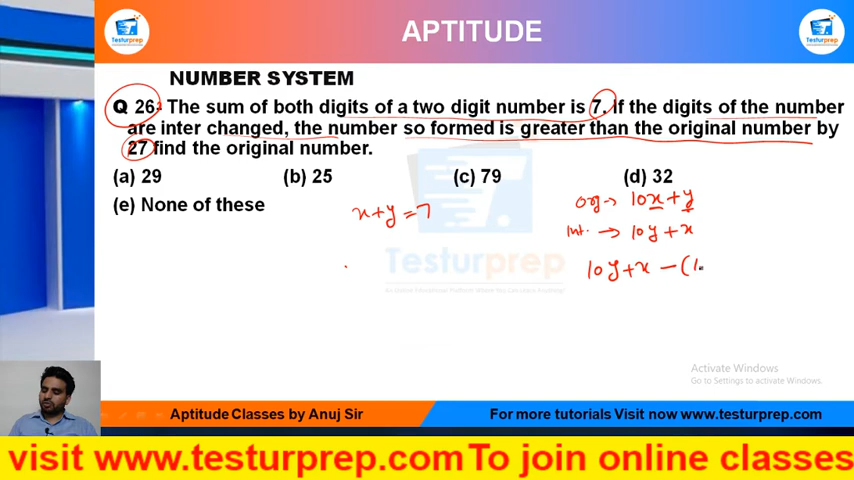 Testurprep
APTITUDE
Testurprep
NUMBER SYSTEM
Q 26: The sum of both digits of a two digit number is 7. If the digits of the number
are inter changed, the number so formed is greater than the original number by
27 find the original number.
(a) 29 (b) 25 (c) 79 (d) 32
(e) None of these
x+y=7
Org→ 10x+y
Int. → 10y+x
10y+x-(1
Testurprep
Activate Windows
Go to Settings to activate Windows.
Aptitude Classes by Anuj Sir For more tutorials Visit now www.testurprep.com
visit www.testurprep.com To join online classes